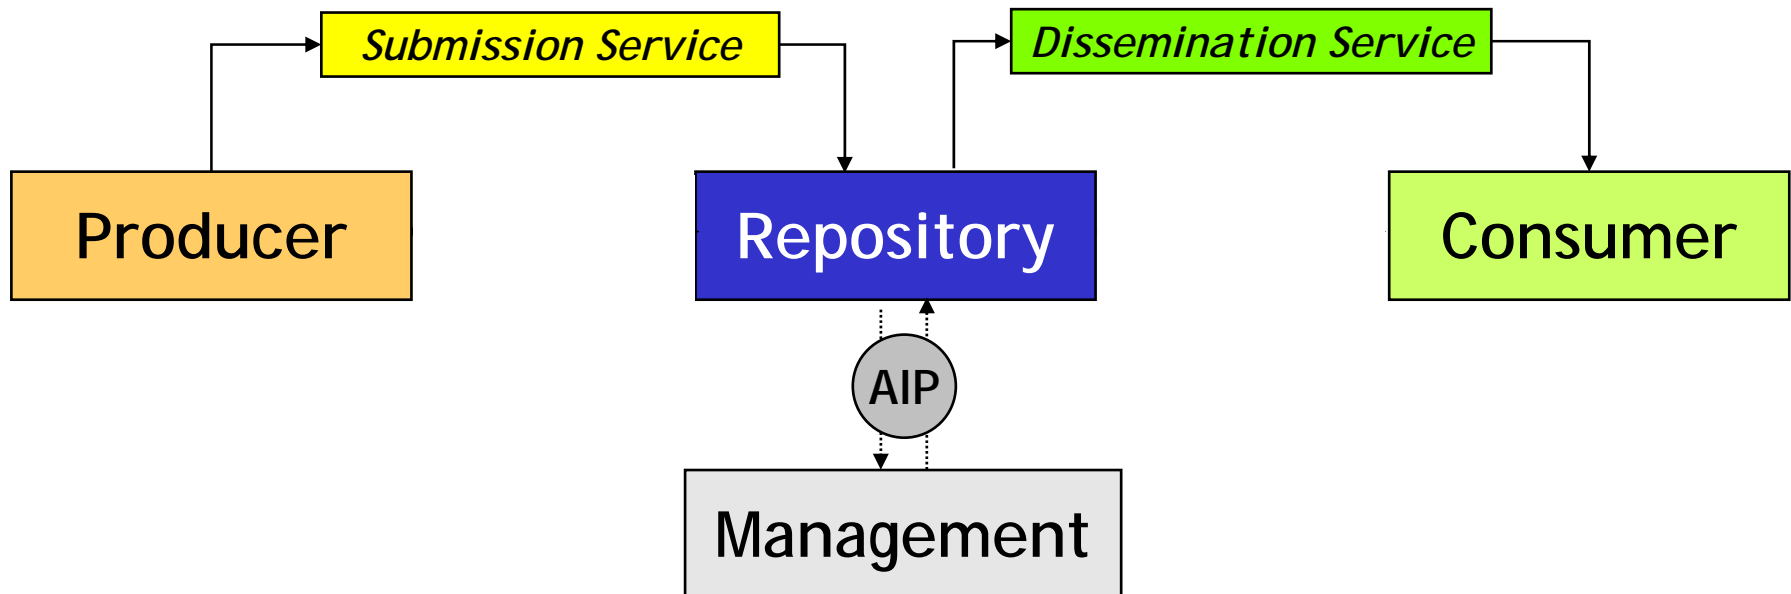 Submission Service
Dissemination Service
Producer
Repository
Consumer
AIP
Management